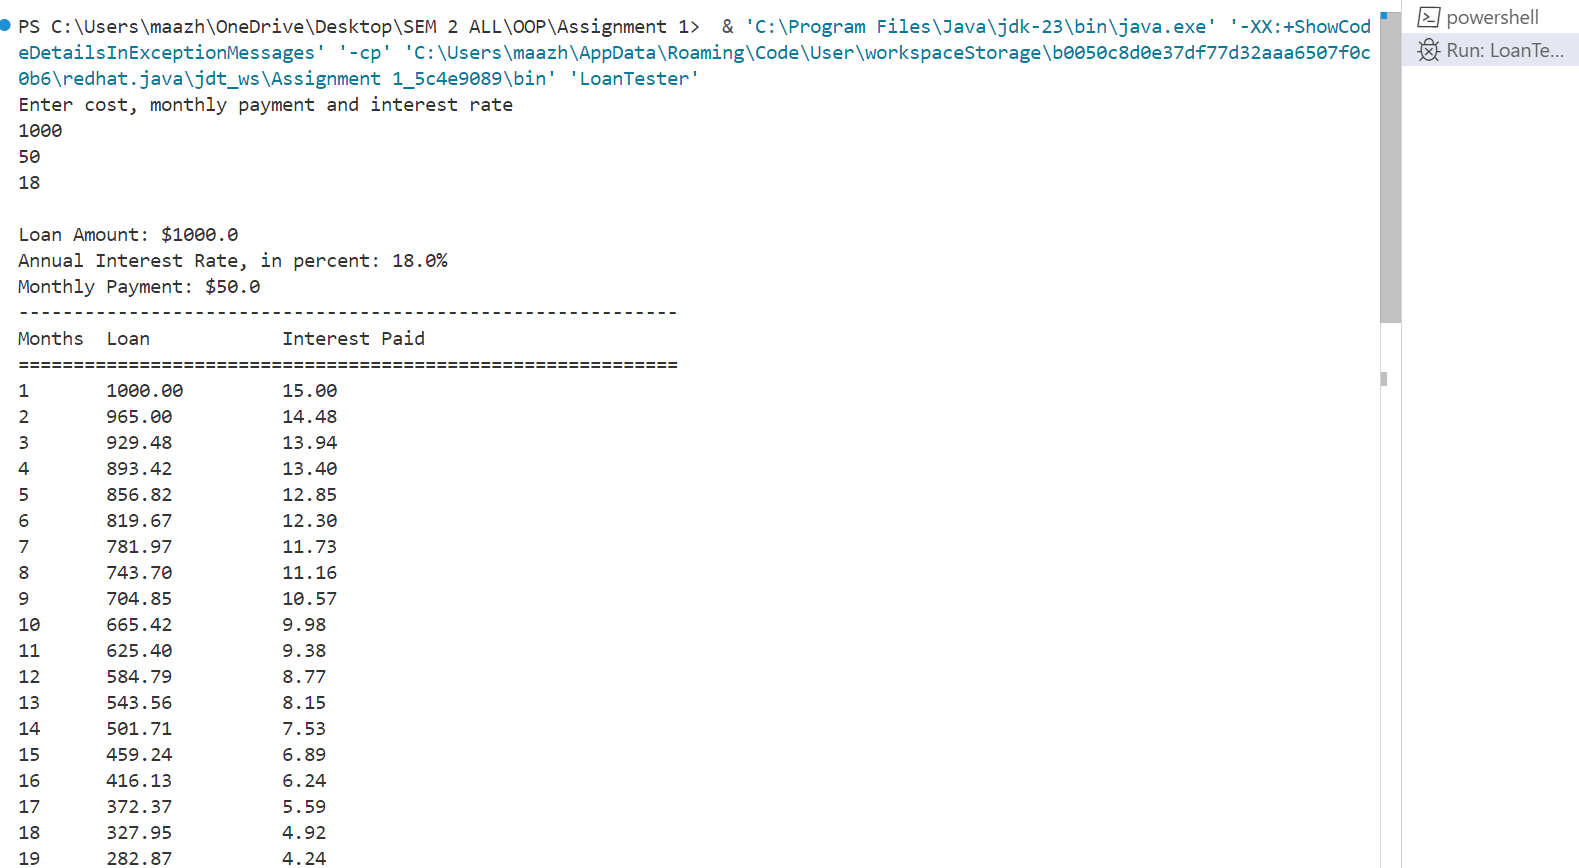 PS C:\Users\maazh\OneDrive\Desktop\SEM 2 ALL\OOP\Assignment 1>  & 'C:\Program Files\Java\jdk-23\bin\java.exe' '-XX:+ShowCod
eDetailsInExceptionMessages' '-cp' 'C:\Users\maazh\AppData\Roaming\Code\User\workspaceStorage\b0050c8d0e37df77d32aaa6507f0c
0b6\redhat.java\jdt_ws\Assignment 1_5c4e9089\bin' 'LoanTester'
Enter cost, monthly payment and interest rate
1000
50
18
Loan Amount: $1000.0
Annual Interest Rate, in percent: 18.0%
Monthly Payment: $50.0
------------------------------------------------------------
Months  Loan            Interest Paid
============================================================
1       1000.00         15.00
2       965.00          14.48
3       929.48          13.94
4       893.42          13.40
5       856.82          12.85
6       819.67          12.30
7       781.97          11.73
8       743.70          11.16
9       704.85          10.57
10      665.42          9.98
11      625.40          9.38
12      584.79          8.77
13      543.56          8.15
14      501.71          7.53
15      459.24          6.89
16      416.13          6.24
17      372.37          5.59
18      327.95          4.92
19      282.87          4.24
powershell
Run: LoanTe...